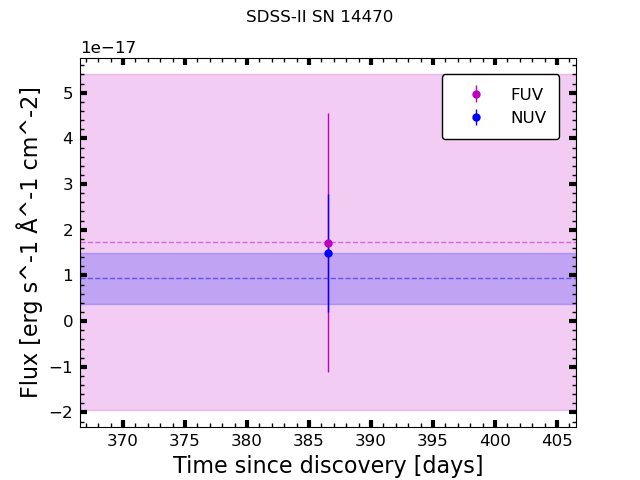 SDSS-II SN 14470
1e−17
FUV
NUV
5
4
3
2
1
0
−1
−2
Flux [erg s^-1 Å^-1 cm^-2]
370
375
380
385
390
395
400
405
Time since discovery [days]